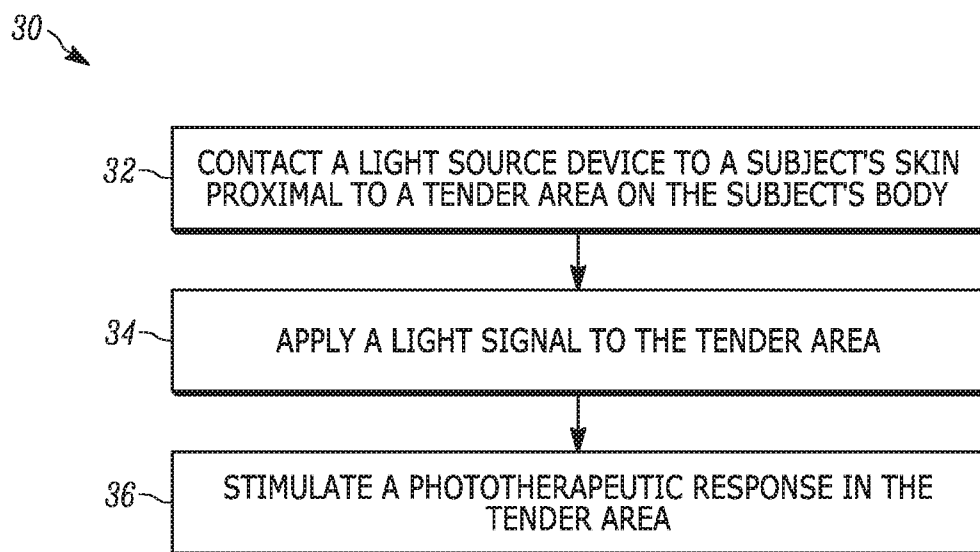 30
32
CONTACT A LIGHT SOURCE DEVICE TO A SUBJECT'S SKIN
PROXIMAL TO A TENDER AREA ON THE SUBJECT'S BODY
34
APPLY A LIGHT SIGNAL TO THE TENDER AREA
36
STIMULATE A PHOTOTHERAPEUTIC RESPONSE IN THE
TENDER AREA